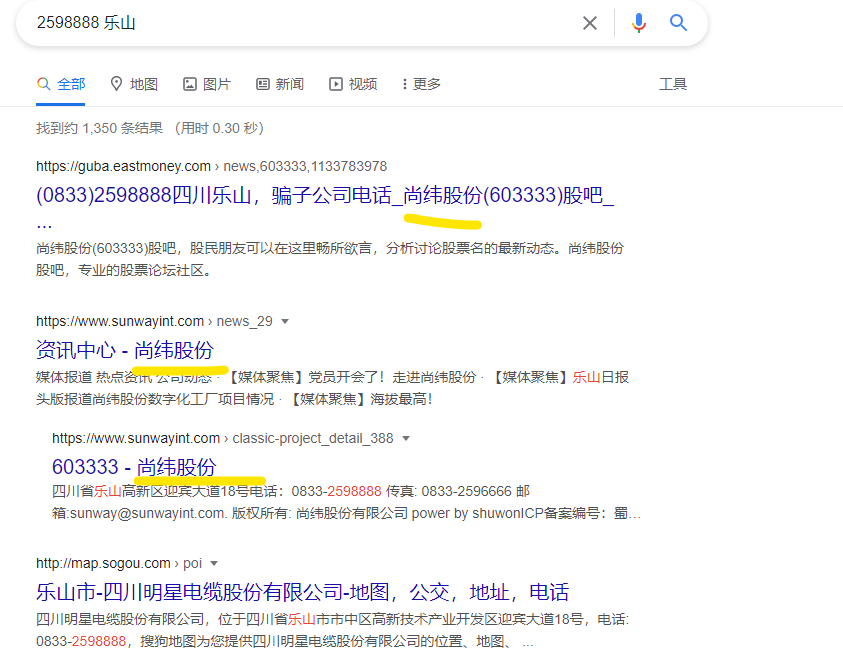 2598888 乐山
全部 地图 图片 新闻 视频 更多 工具
找到约 1,350 条结果 （用时 0.30 秒）
https://guba.eastmoney.com › news,603333,1133783978
(0833)2598888四川乐山，骗子公司电话_尚纬股份(603333)股吧_
...
尚纬股份(603333)股吧，股民朋友可以在这里畅所欲言，分析讨论股票名的最新动态。尚纬股份
股吧，专业的股票论坛社区。
https://www.sunwayint.com › news_29
资讯中心 - 尚纬股份
媒体报道 热点资讯 公司动态 · 【媒体聚焦】党员开会了！走进尚纬股份 · 【媒体聚焦】乐山日报
头版报道尚纬股份数字化工厂项目情况 · 【媒体聚焦】海拔最高！
https://www.sunwayint.com › classic-project_detail_388
603333 - 尚纬股份
四川省乐山高新区迎宾大道18号电话：0833-2598888 传真: 0833-2596666 邮
箱:sunway@sunwayint.com. 版权所有: 尚纬股份有限公司 power by shuwonICP备案编号：蜀...
http://map.sogou.com › poi
乐山市-四川明星电缆股份有限公司-地图，公交，地址，电话
四川明星电缆股份有限公司，位于四川省乐山市市中区高新技术产业开发区迎宾大道18号，电话:
0833-2598888，搜狗地图为您提供四川明星电缆股份有限公司的位置、地图、 ...